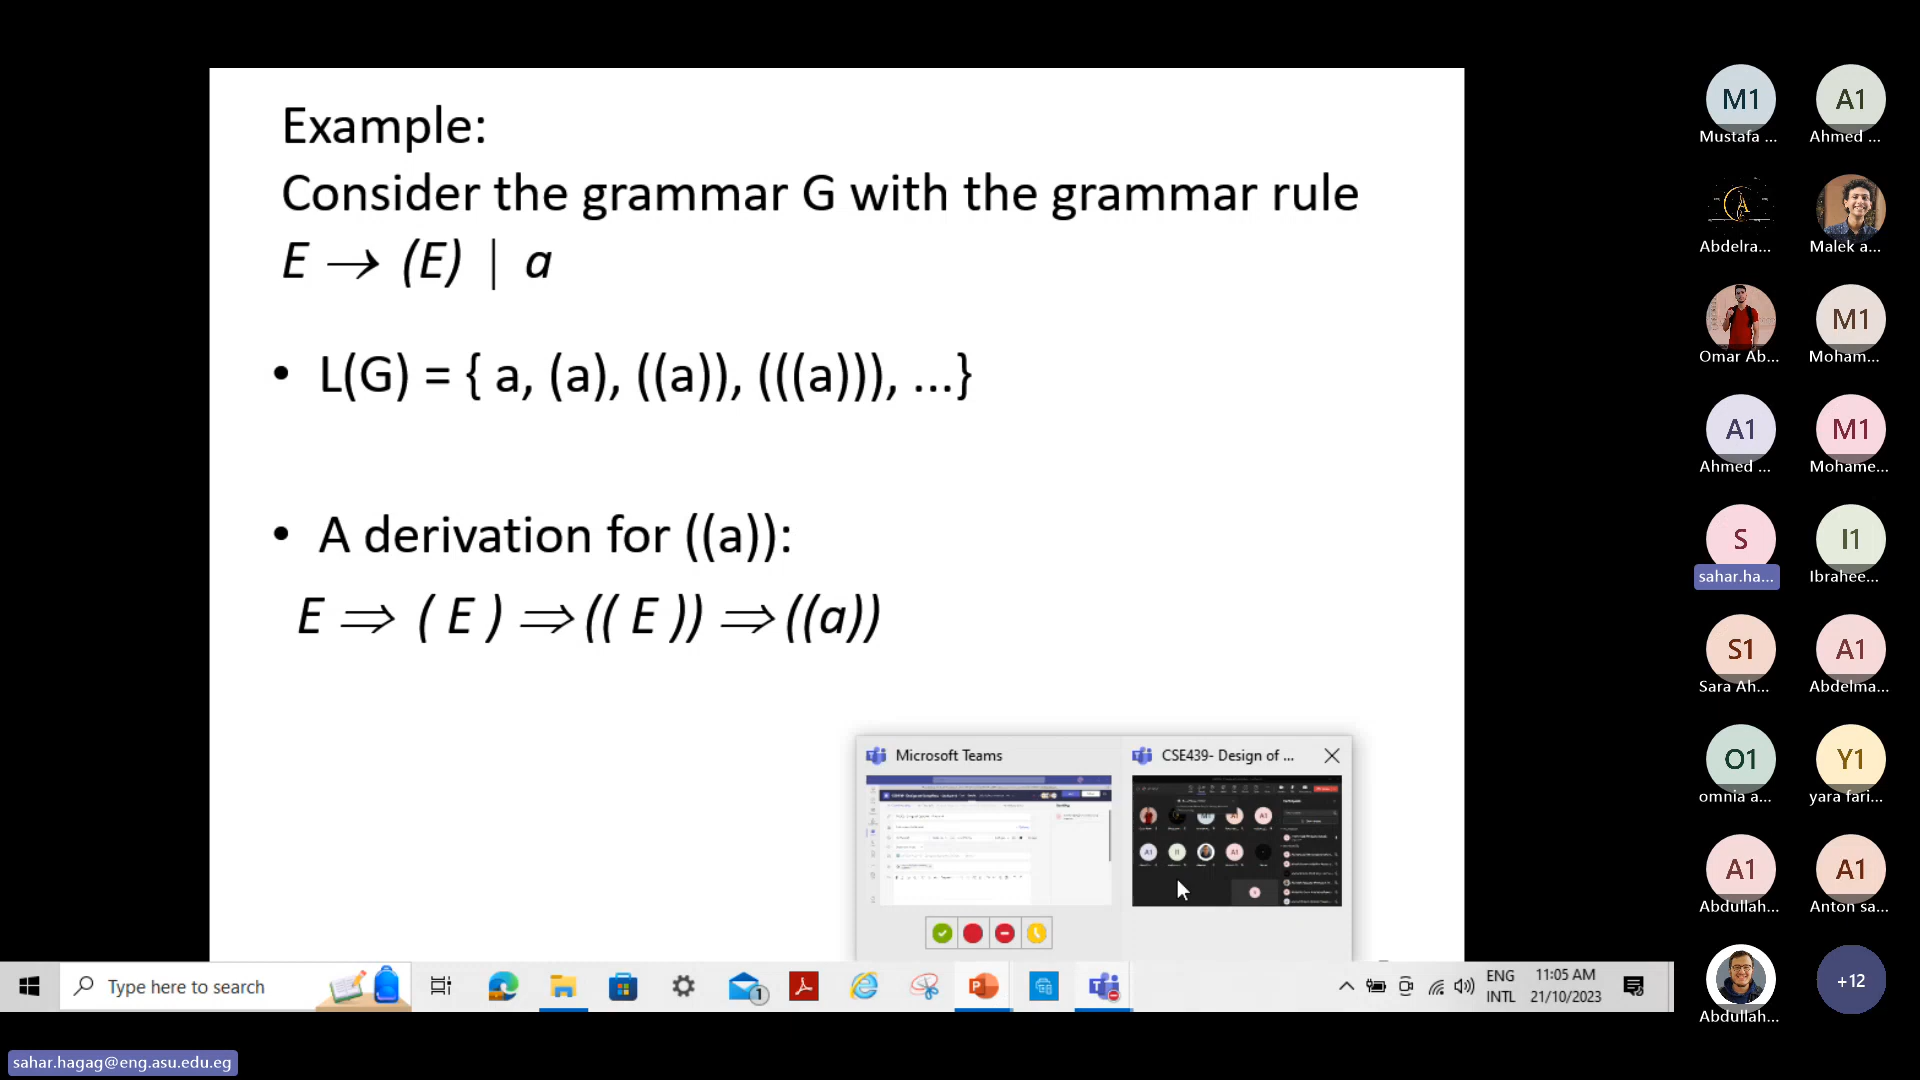 Example:
Consider the grammar G with the grammar rule
E → (E) | a
• L(G) = { a, (a), ((a)), (((a))), ...}
• A derivation for ((a)):
E ⇒ ( E ) ⇒ (( E )) ⇒ ((a))
Microsoft Teams
CSE439- Design of ...
Type here to search
1
ENG
INTL
11:05 AM
21/10/2023
sahar.hagag@eng.asu.edu.eg
M1
A1
Mustafa ...
Ahmed ...
A
Abdelra...
Malek a...
M1
Omar Ab...
Moham...
A1
M1
Ahmed ...
Mohame...
S
I1
sahar.ha...
Ibrahee...
S1
A1
Sara Ah...
Abdelma...
O1
Y1
omnia a...
yara fari...
A1
A1
Abdullah...
Anton sa...
+12
Abdullah...